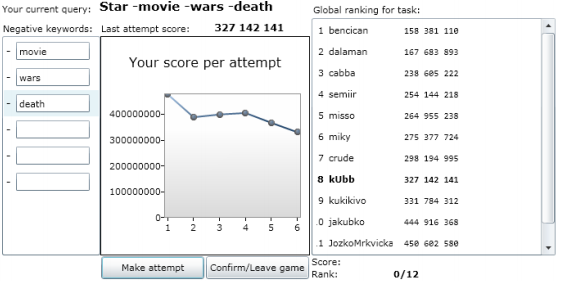 Your current query: Star -movie -wars -death
Negative keywords:
- movie
- wars
- death
-
-
-
Last attempt score: 327 142 141
Your score per attempt
400000000
300000000
200000000
100000000
0
1 2 3 4 5 6
Make attempt
Confirm/Leave game
Global ranking for task:
1 bencican 158 381 110
2 dalaman 167 683 893
3 cabba 238 605 222
4 semiir 254 144 218
5 misso 264 955 238
6 miky 275 377 724
7 crude 298 194 995
8 kUbb 327 142 141
9 kukikivo 331 784 312
.0 jakubko 444 916 368
.1 JozkoMrkvicka 450 602 580
Score:
Rank: 0/12